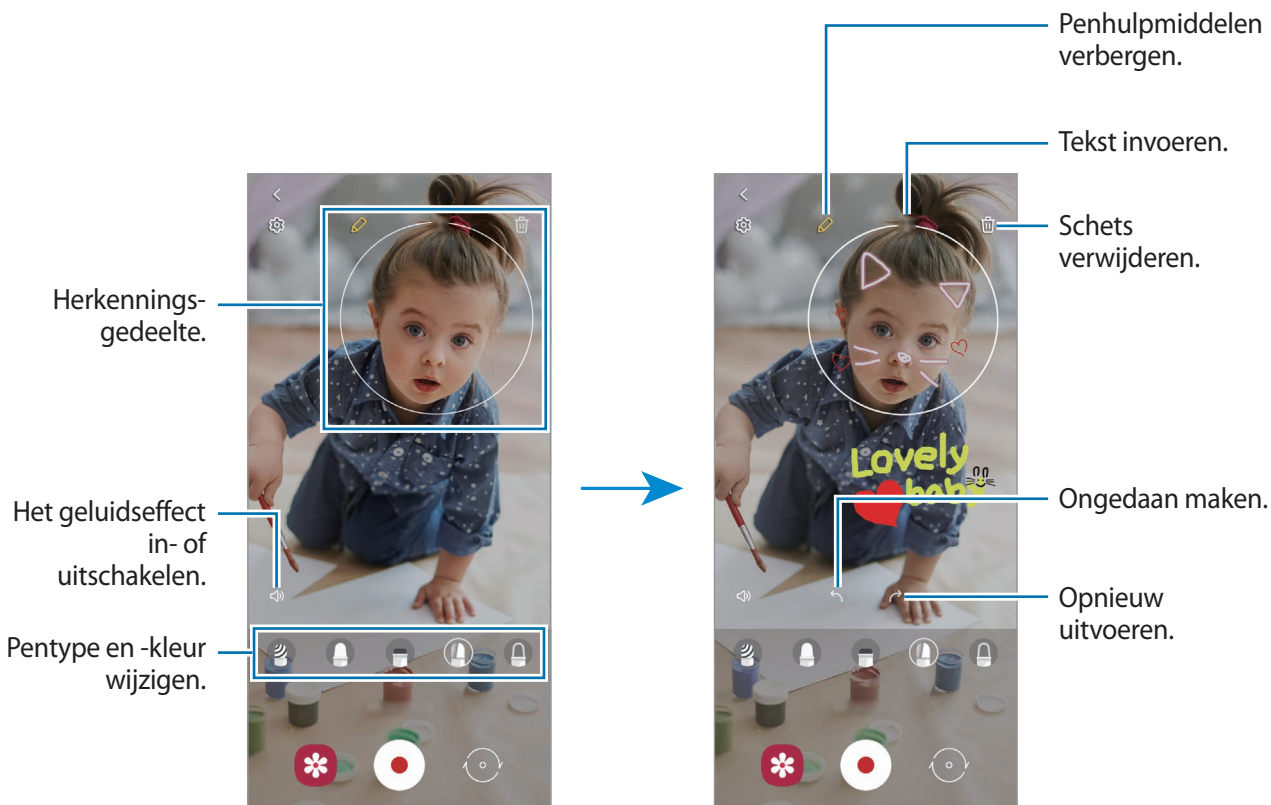 Penhulpmiddelen
verbergen.
Tekst invoeren.
Schets
verwijderen.
Herkennings-
gedeelte.
Lovely
baby
Ongedaan maken.
Het geluidseffect
in- of
uitschakelen.
Opnieuw
uitvoeren.
Pentype en -kleur
wijzigen.